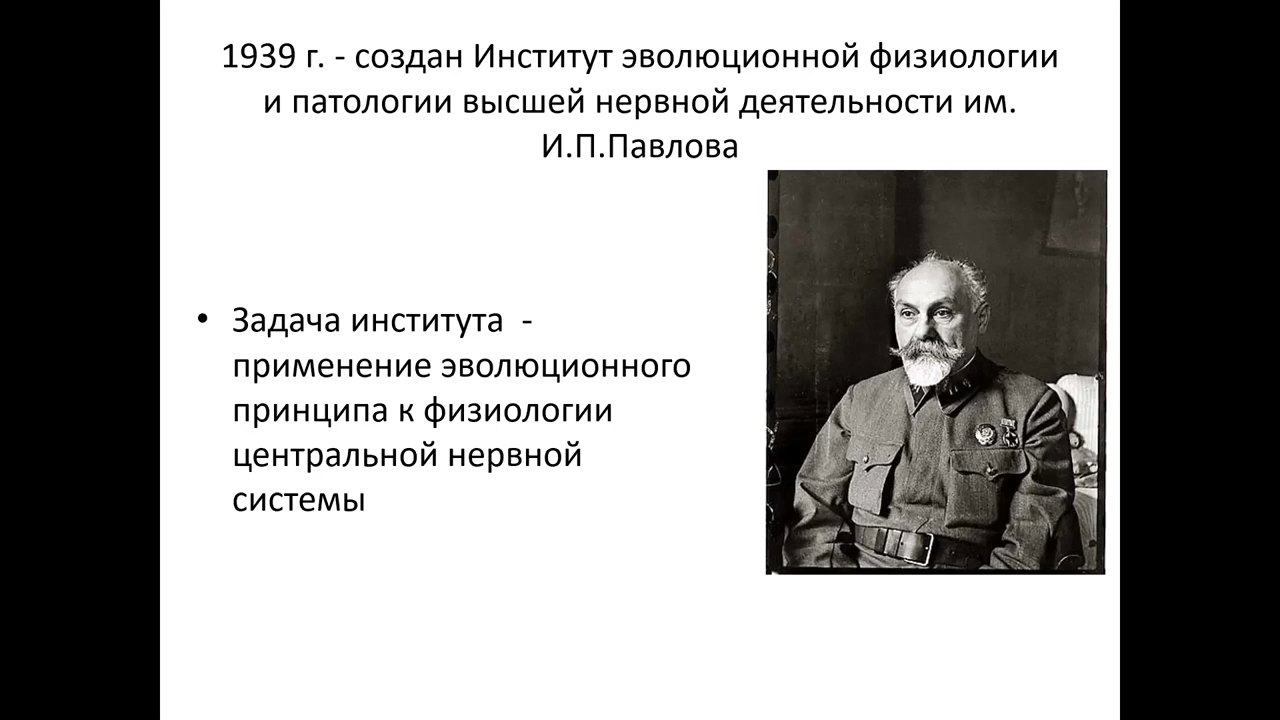 1939 г. - создан Институт эволюционной физиологии
и патологии высшей нервной деятельности им.
И.П.Павлова
• Задача института  -
применение эволюционного
принципа к физиологии
центральной нервной
системы